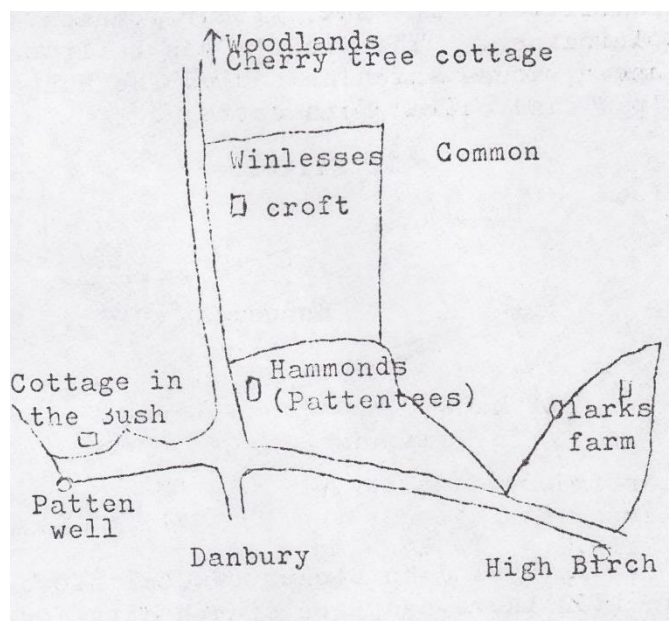 Woodlands
Cherry tree cottage
Winlesses
croft
Common
Hammonds
(Pattentees)
Cottage in
the Bush
Clarks
farm
Patten
well
Danbury
High Birch